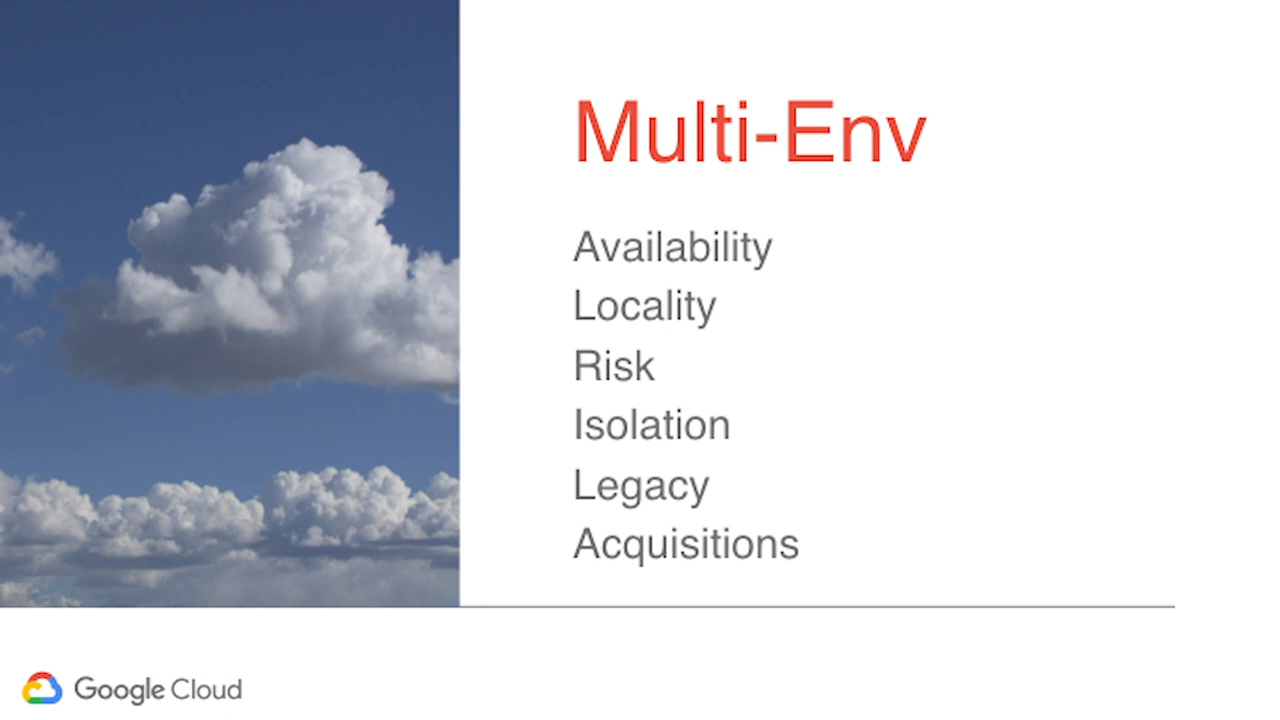 Multi-Env
Availability
Locality
Risk
Isolation
Legacy
Acquisitions
Google Cloud